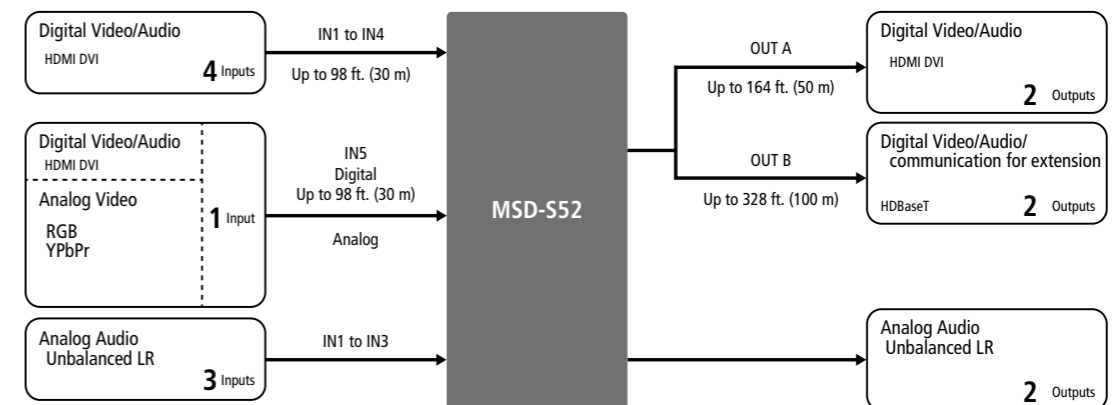 Digital Video/Audio
HDMI DVI
4 Inputs
IN1 to IN4
Up to 98 ft. (30 m)
Digital Video/Audio
HDMI DVI
Analog Video
RGB
YPbPr
1 Input
IN5
Digital
Up to 98 ft. (30 m)
Analog
Analog Audio
Unbalanced LR
3 Inputs
IN1 to IN3
MSD-S52
OUT A
Up to 164 ft. (50 m)
Digital Video/Audio
HDMI DVI
2 Outputs
OUT B
Up to 328 ft. (100 m)
Digital Video/Audio/
communication for extension
HDBaseT
2 Outputs
Analog Audio
Unbalanced LR
2 Outputs